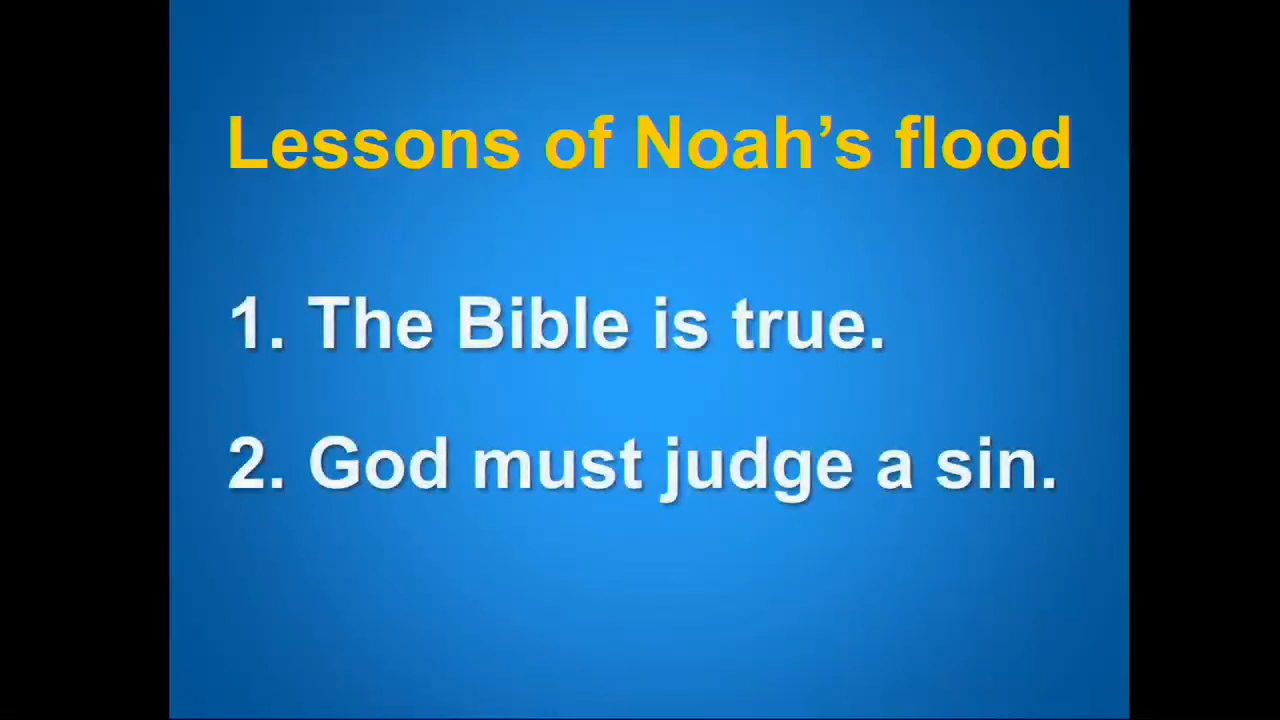 Lessons of Noah’s flood
1. The Bible is true.
2. God must judge a sin.